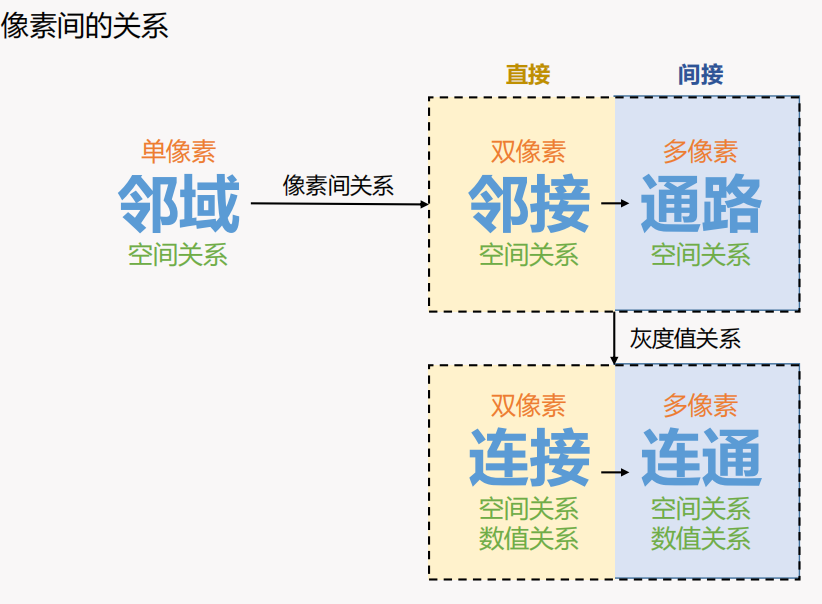 像素间的关系
直接
间接
单像素
邻域
空间关系
像素间关系
双像素
邻接
空间关系
多像素
通路
空间关系
灰度值关系
双像素
连接
空间关系
数值关系
多像素
连通
空间关系
数值关系